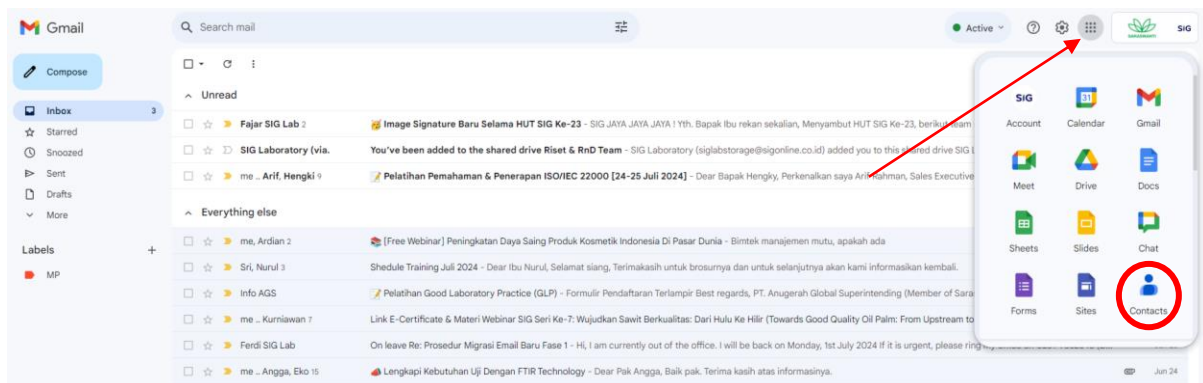 Gmail
Search mail
Active
SARASWANTI
SIG
Compose
Inbox 3
Starred
Snoozed
Sent
Drafts
More
Labels +
MP
Unread
Fajar SIG Lab 2 Image Signature Baru Selama HUT SIG Ke-23 - SIG JAYA JAYA JAYA ! Yth. Bapak Ibu rekan sekalian, Menyambut HUT SIG Ke-23, berikut team
SIG Laboratory (via. You've been added to the shared drive Riset & RnD Team - SIG Laboratory (siglabstorage@sigonline.co.id) added you to this shared drive SIG
me .. Arif, Hengki 9 Pelatihan Pemahaman & Penerapan ISO/IEC 22000 [24-25 Juli 2024] - Dear Bapak Hengky, Perkenalkan saya Arif Rahman, Sales Executive
Everything else
me, Ardian 2 [Free Webinar] Peningkatan Daya Saing Produk Kosmetik Indonesia Di Pasar Dunia - Bimtek manajemen mutu, apakah ada
Sri, Nurul 3 Shedule Training Juli 2024 - Dear Ibu Nurul, Selamat siang, Terimakasih untuk brosurnya dan untuk selanjutnya akan kami informasikan kembali.
Info AGS Pelatihan Good Laboratory Practice (GLP) - Formulir Pendaftaran Terlampir Best regards, PT. Anugerah Global Superintending (Member of Sara
me .. Kurniawan 7 Link E-Certificate & Materi Webinar SIG Seri Ke-7: Wujudkan Sawit Berkualitas: Dari Hulu Ke Hilir (Towards Good Quality Oil Palm: From Upstream to
Ferdi SIG Lab On leave Re: Prosedur Migrasi Email Baru Fase 1 - Hi, I am currently out of the office. I will be back on Monday, 1st July 2024 If it is urgent, please ring
me .. Angga, Eko 15 Lengkapi Kebutuhan Uji Dengan FTIR Technology - Dear Pak Angga, Baik pak. Terima kasih atas informasinya. Jun 24
SIG 31
Account Calendar Gmail
Meet Drive Docs
Sheets Slides Chat
Forms Sites Contacts